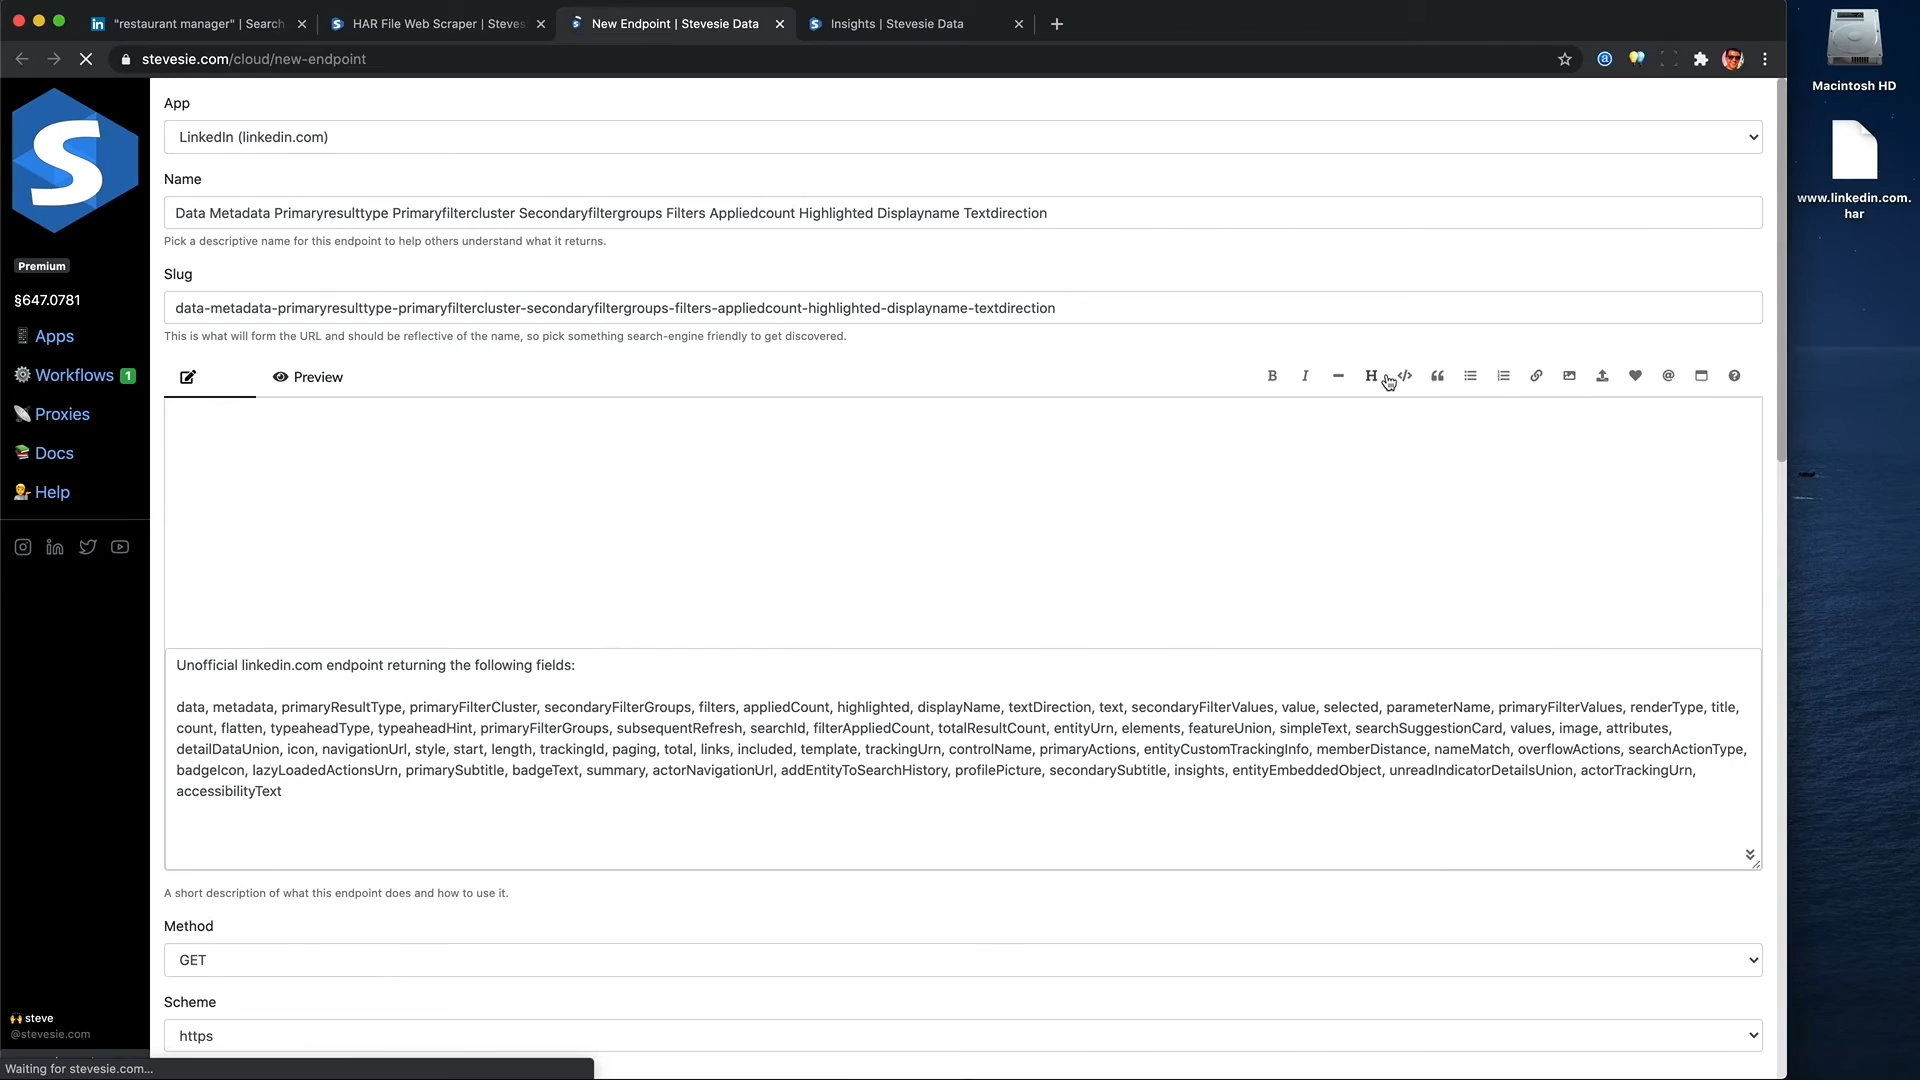 "restaurant manager" | Search
HAR File Web Scraper | Steves
New Endpoint | Stevesie Data
Insights | Stevesie Data
stevesie.com/cloud/new-endpoint
Macintosh HD
www.linkedin.com.
har
Premium
§647.0781
Apps
Workflows 1
Proxies
Docs
Help
steve
@stevesie.com
App
LinkedIn (linkedin.com)
Name
Data Metadata Primaryresulttype Primaryfiltercluster Secondaryfiltergroups Filters Appliedcount Highlighted Displayname Textdirection
Pick a descriptive name for this endpoint to help others understand what it returns.
Slug
data-metadata-primaryresulttype-primaryfiltercluster-secondaryfiltergroups-filters-appliedcount-highlighted-displayname-textdirection
This is what will form the URL and should be reflective of the name, so pick something search-engine friendly to get discovered.
Preview
B I H </> @
Unofficial linkedin.com endpoint returning the following fields:
data, metadata, primaryResultType, primaryFilterCluster, secondaryFilterGroups, filters, appliedCount, highlighted, displayName, textDirection, text, secondaryFilterValues, value, selected, parameterName, primaryFilterValues, renderType, title,
count, flatten, typeaheadType, typeaheadHint, primaryFilterGroups, subsequentRefresh, searchId, filterAppliedCount, totalResultCount, entityUrn, elements, featureUnion, simpleText, searchSuggestionCard, values, image, attributes,
detailDataUnion, icon, navigationUrl, style, start, length, trackingId, paging, total, links, included, template, trackingUrn, controlName, primaryActions, entityCustomTrackingInfo, memberDistance, nameMatch, overflowActions, searchActionType,
badgeIcon, lazyLoadedActionsUrn, primarySubtitle, badgeText, summary, actorNavigationUrl, addEntityToSearchHistory, profilePicture, secondarySubtitle, insights, entityEmbeddedObject, unreadIndicatorDetailsUnion, actorTrackingUrn,
accessibilityText
A short description of what this endpoint does and how to use it.
Method
GET
Scheme
https
Waiting for stevesie.com...